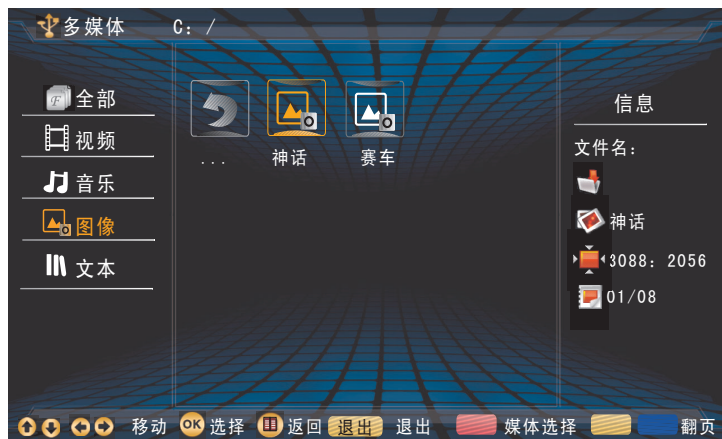 多媒体 C: /
全部
视频
音乐
图像
文本
...
神话
赛车
信息
文件名:
神话
3088: 2056
01/08
移动 OK 选择 返回 退出 退出 媒体选择 翻页